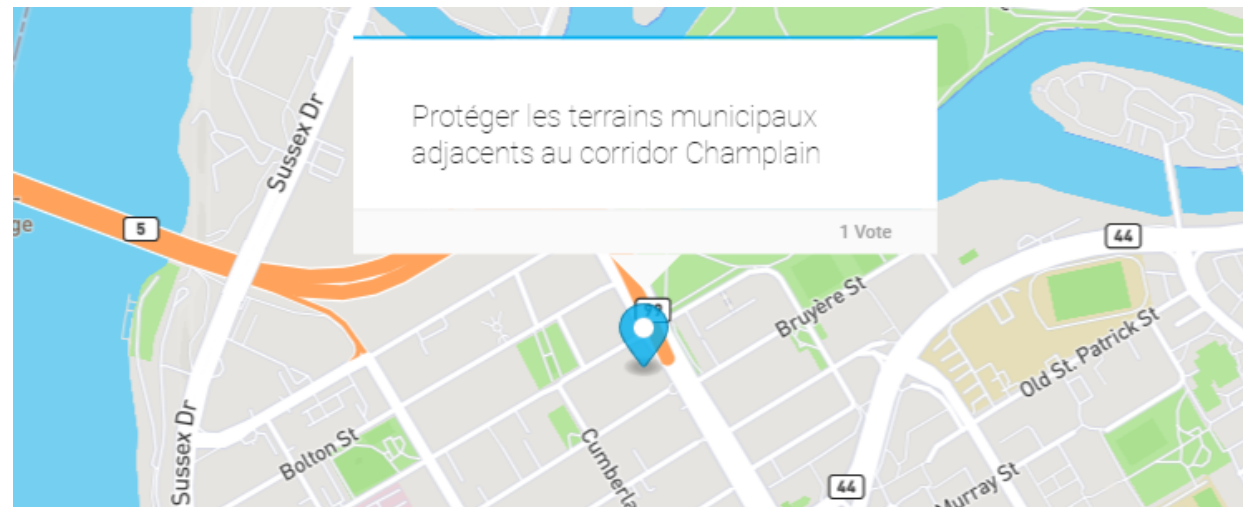 Protéger les terrains municipaux
adjacents au corridor Champlain
1 Vote
Sussex Dr
5
44
Bruyère St
Old St. Patrick St
Sussex Dr
Bolton St
Cumberla
44
Murray St